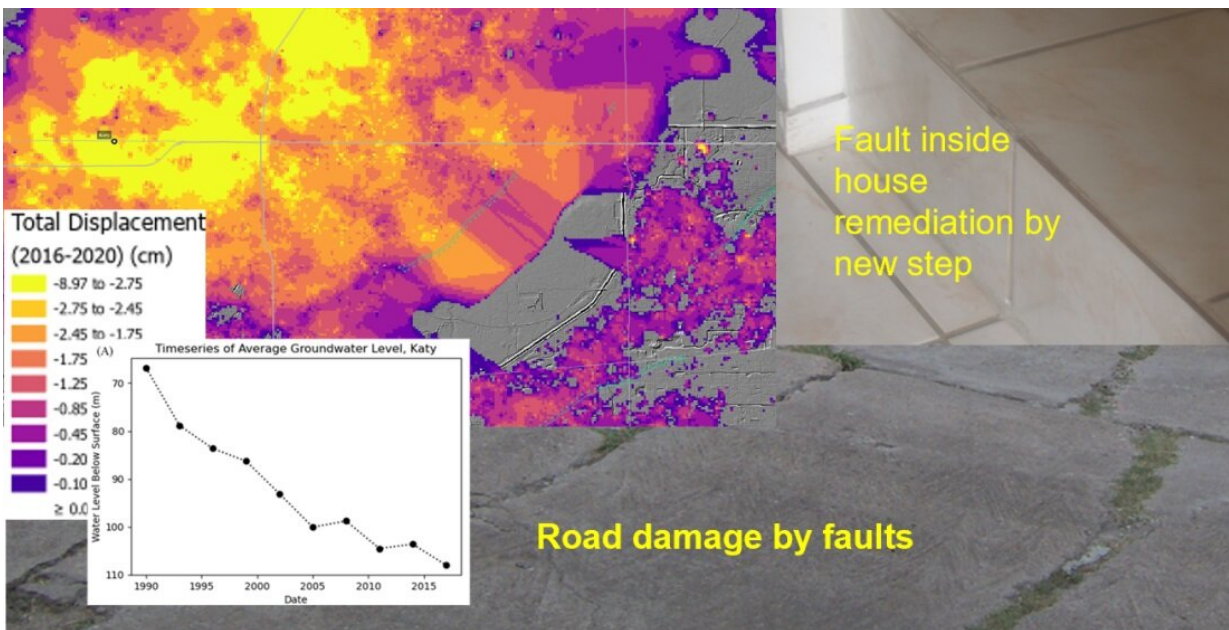 Katy
Total Displacement
(2016-2020) (cm)
-8.97 to -2.75
-2.75 to -2.45
-2.45 to -1.75
-1.75
-1.25
-0.85
-0.45
-0.20
-0.10
≥ 0.0
(A)
Timeseries of Average Groundwater Level, Katy
Water Level Below Surface (m)
70
80
90
100
110
1990
1995
2000
2005
2010
2015
Date
Fault inside
house
remediation by
new step
Road damage by faults